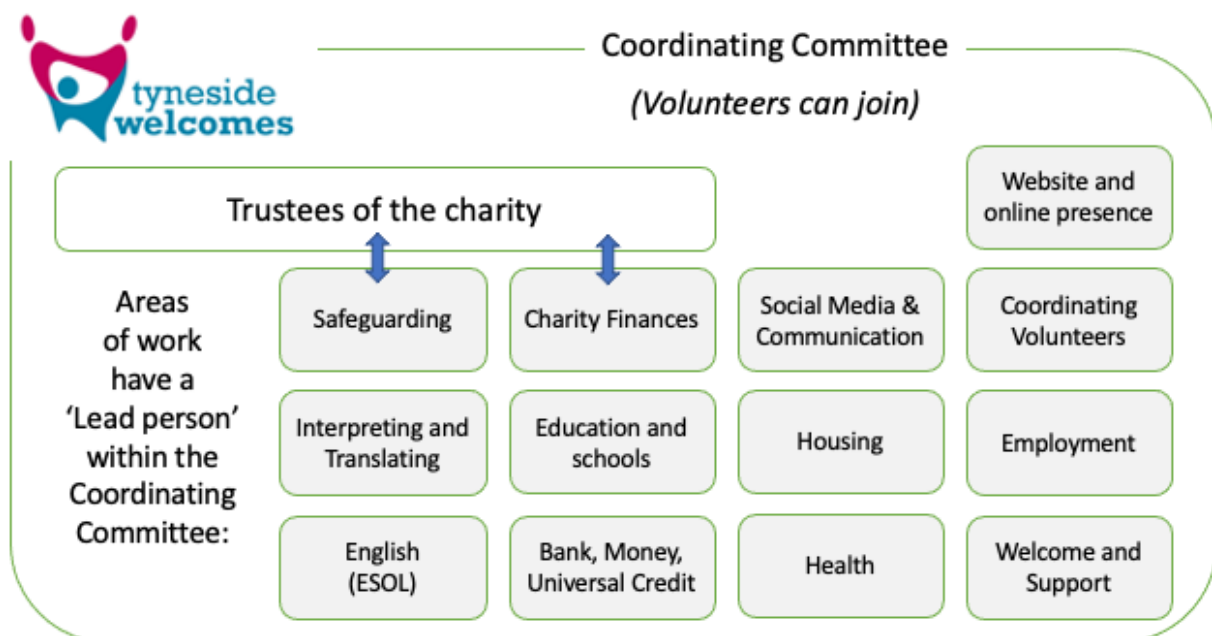 tyneside
welcomes
Coordinating Committee
(Volunteers can join)
Trustees of the charity
Website and
online presence
Areas
of work
have a
‘Lead person’
within the
Coordinating
Committee:
Safeguarding
Charity Finances
Social Media &
Communication
Coordinating
Volunteers
Interpreting and
Translating
Education and
schools
Housing
Employment
English
(ESOL)
Bank, Money,
Universal Credit
Health
Welcome and
Support